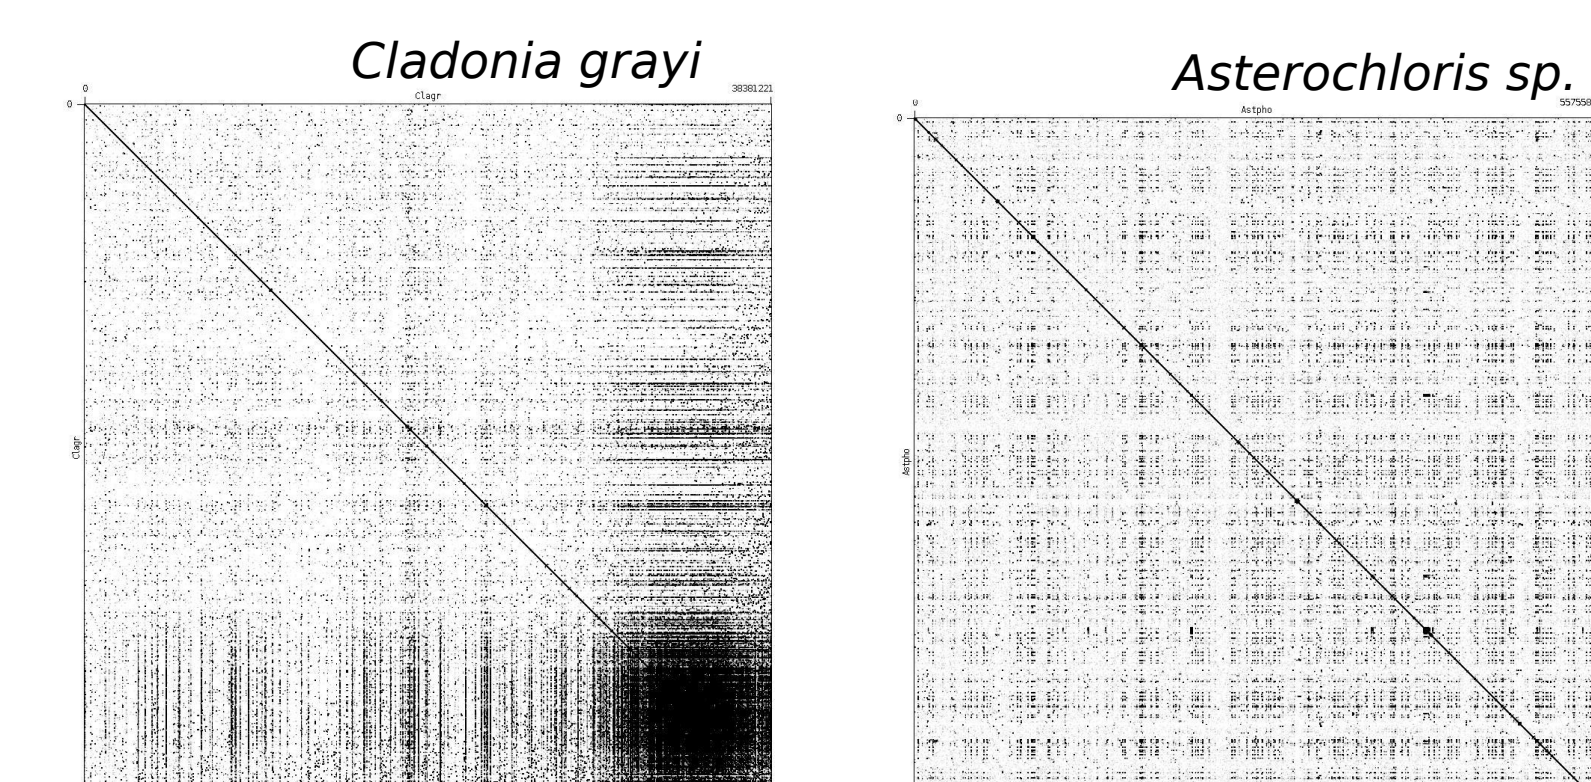 Cladonia grayi
0
Clagr
38381221
0
Clagr
Asterochloris sp.
0
Astpho
557558
0
Astpho